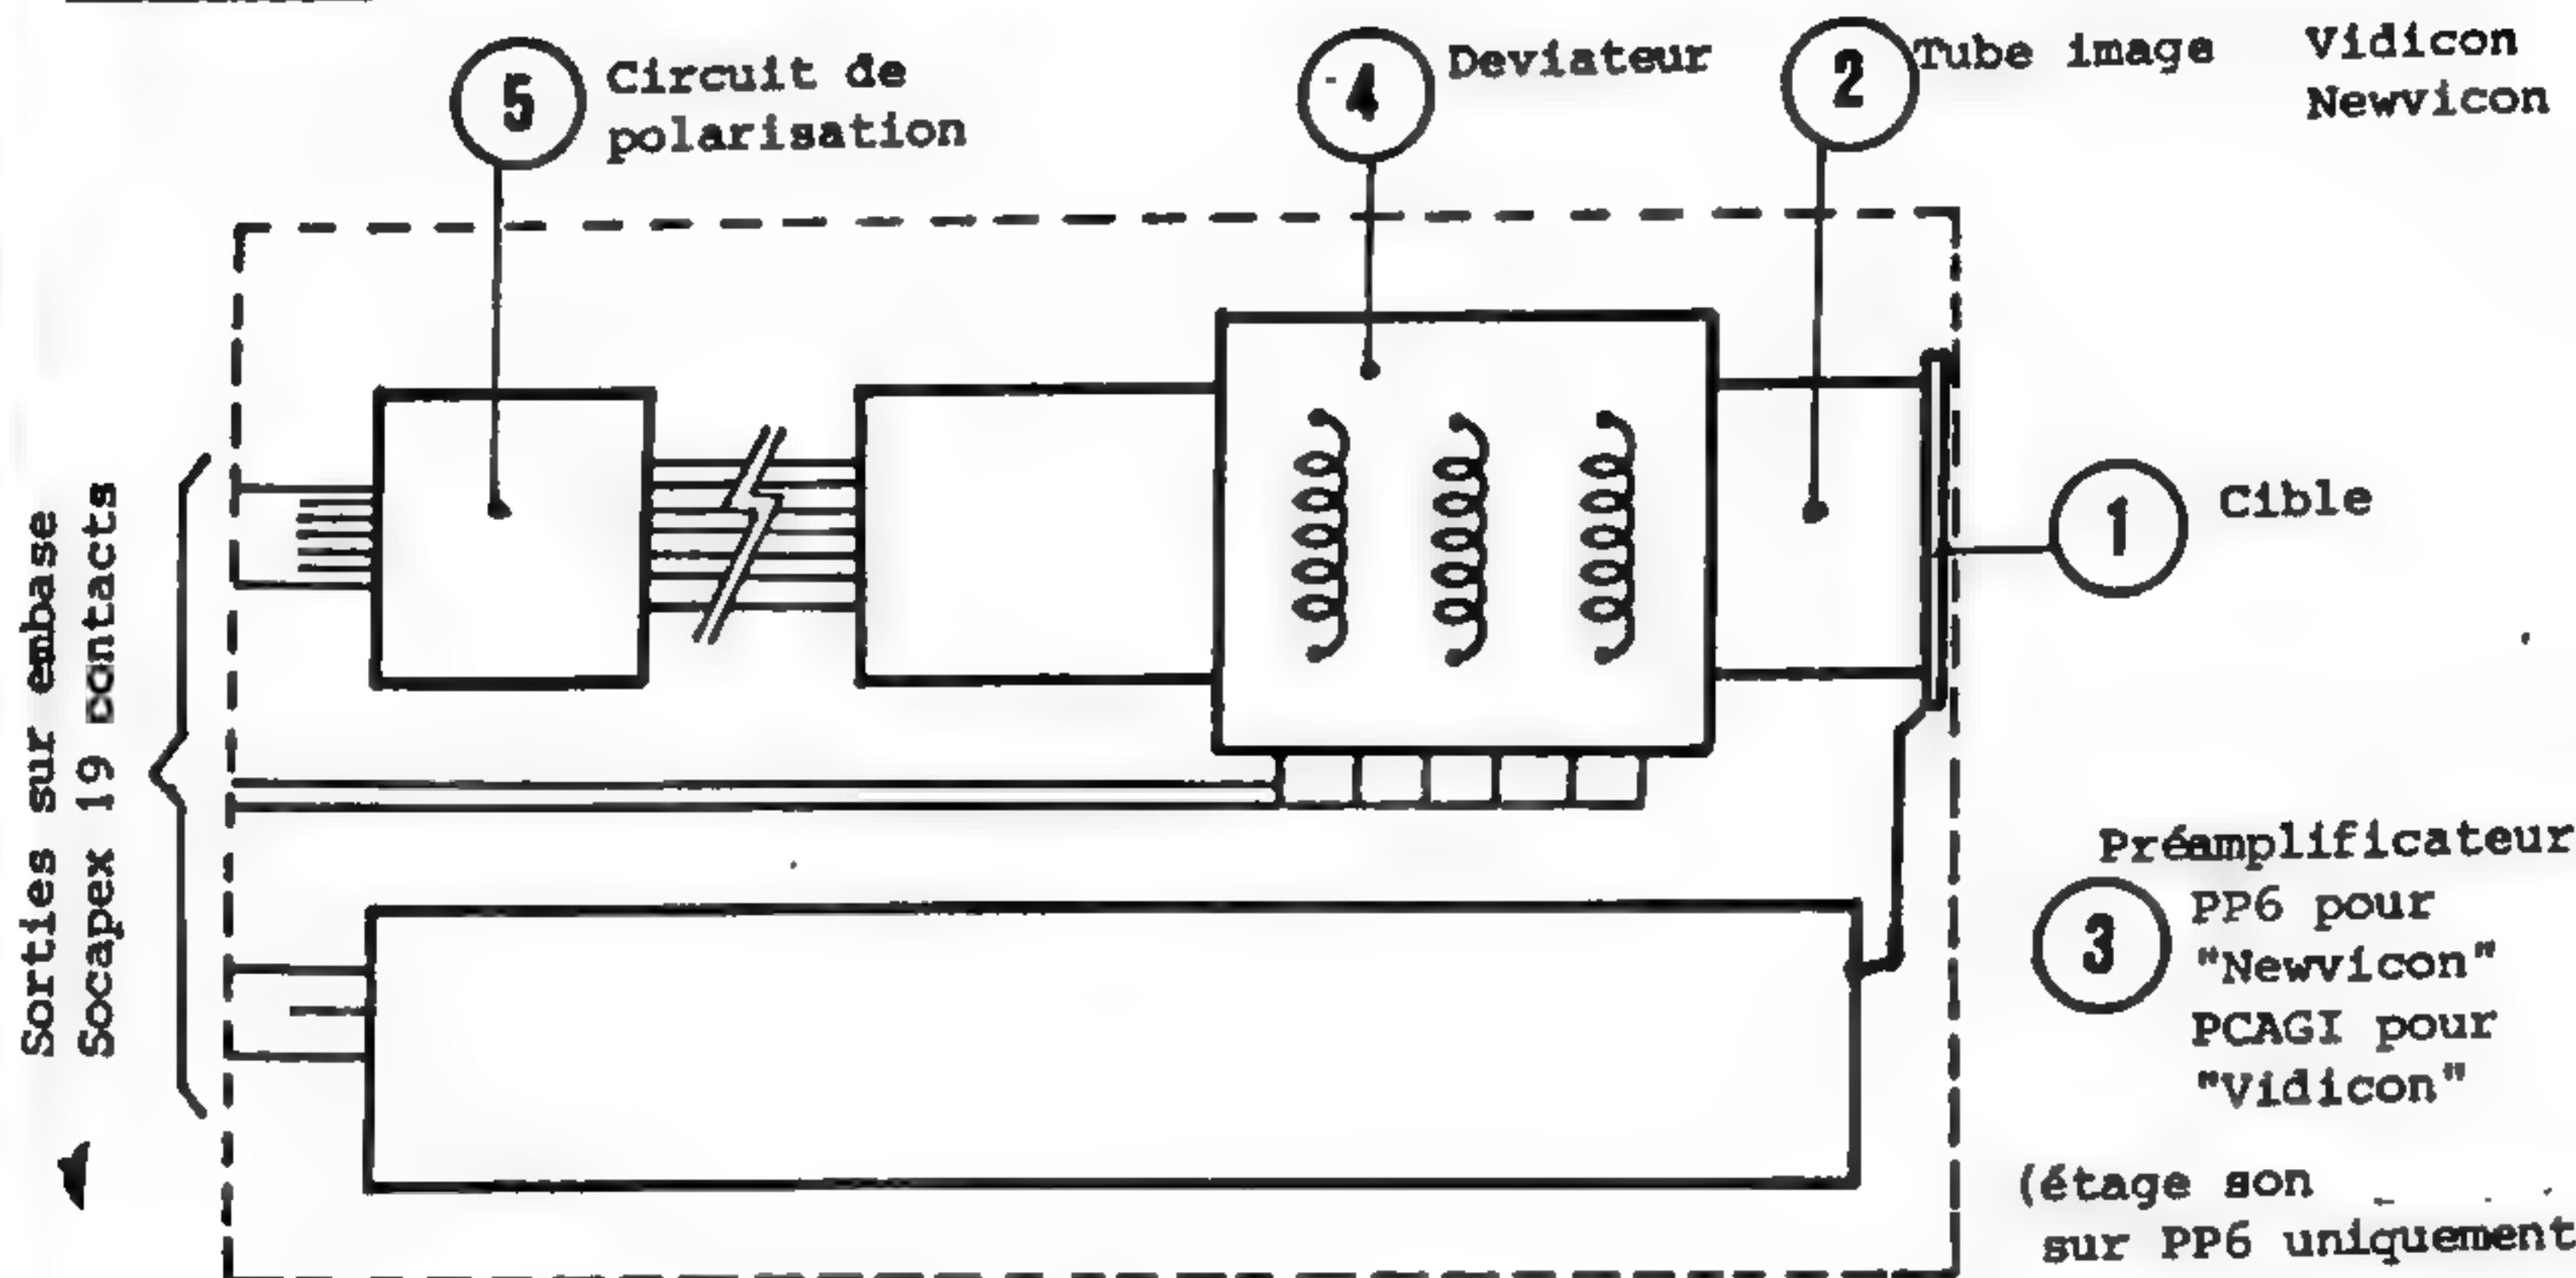 5
Circuit de
polarisation
4
Deviateur
2
Tube image
Vidicon
Newvicon
Sorties sur embase
Socapex 19 contacts
1
Cible
Préamplificateur
3
PP6 pour
"Newvicon"
PCAGI pour
"Vidicon"
(étage son
sur PP6 uniquement